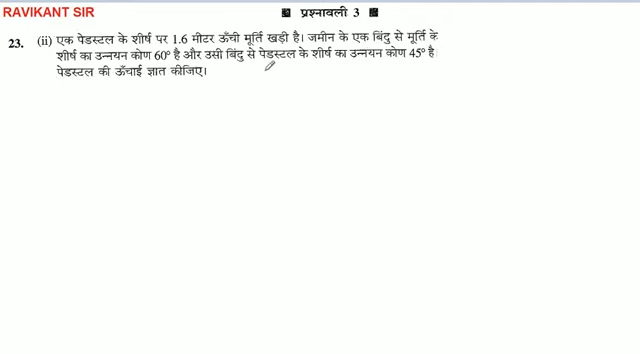 RAVIKANT SIR
प्रश्नावली 3
23. (ii) एक पेडस्टल के शीर्ष पर 1.6 मीटर ऊँची मूर्ति खड़ी है। जमीन के एक बिंदु से मूर्ति के
शीर्ष का उन्नयन कोण 60° है और उसी बिंदु से पेडस्टल के शीर्ष का उन्नयन कोण 45° है
पेडस्टल की ऊँचाई ज्ञात कीजिए।